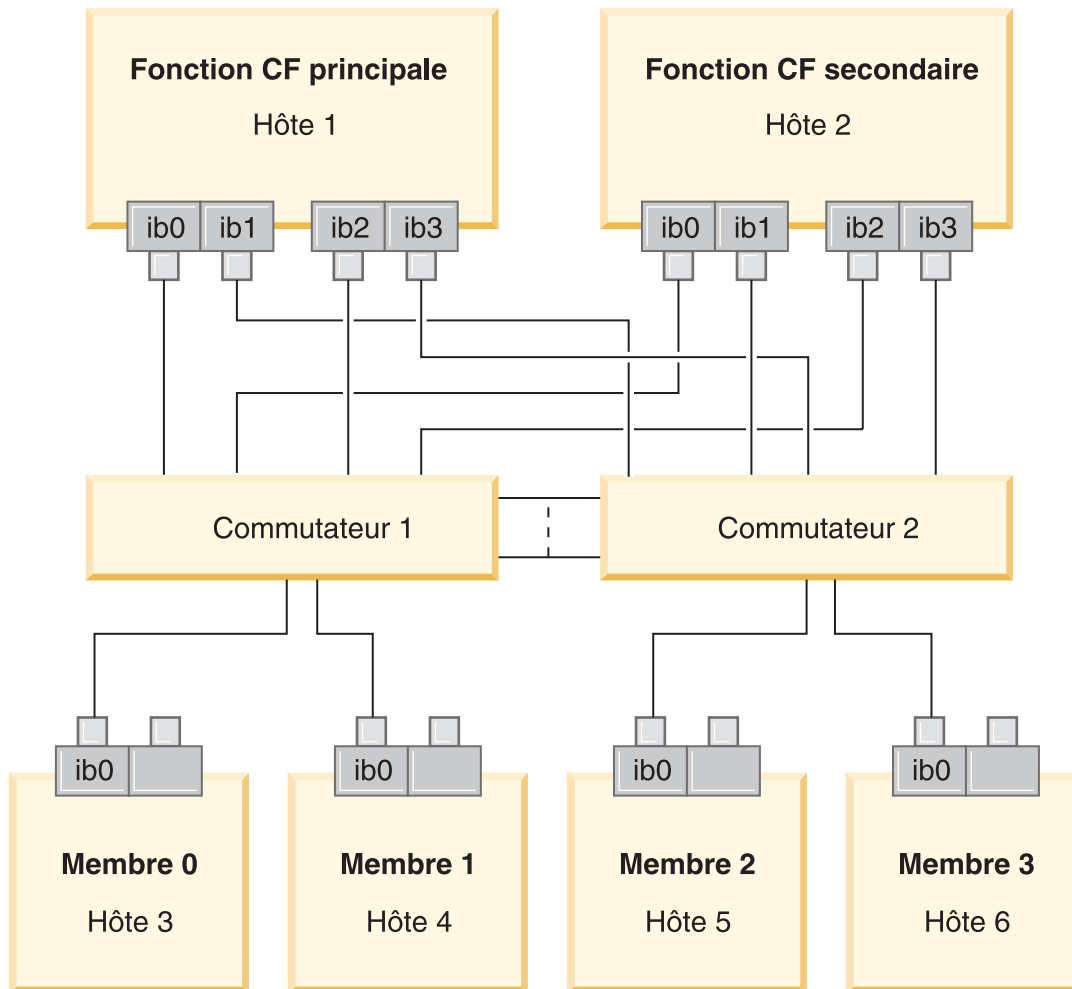 Fonction CF principale
Hôte 1
Fonction CF secondaire
Hôte 2
ib0 ib1 ib2 ib3
ib0 ib1 ib2 ib3
Commutateur 1
Commutateur 2
ib0
ib0
ib0
ib0
Membre 0
Hôte 3
Membre 1
Hôte 4
Membre 2
Hôte 5
Membre 3
Hôte 6